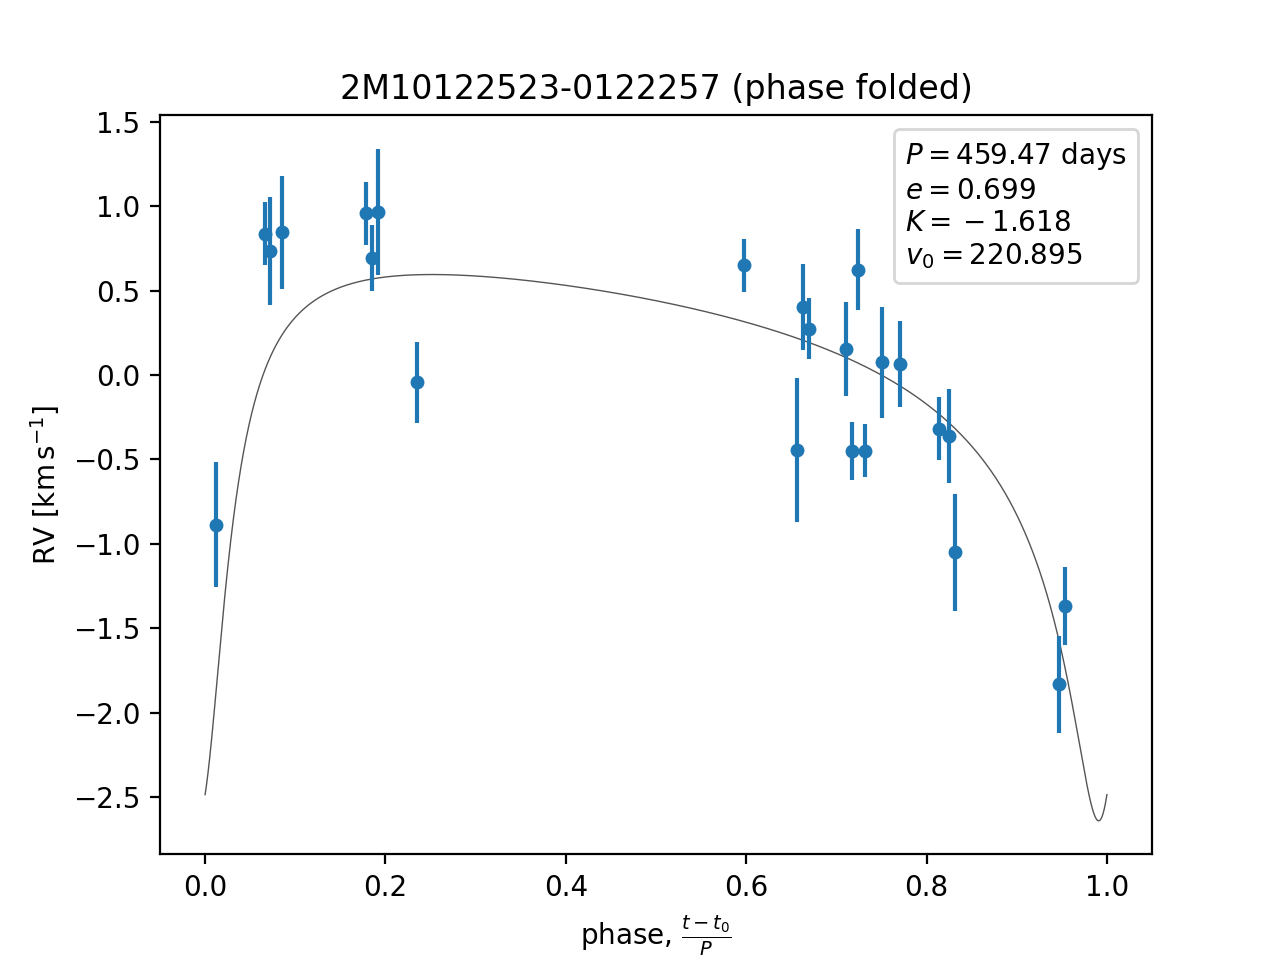 2M10122523-0122257 (phase folded)
1.5
1.0
0.5
0.0
−0.5
−1.0
−1.5
−2.0
−2.5
RV [km s⁻¹]
P = 459.47 days
e = 0.699
K = − 1.618
v₀ = 220.895
0.0 0.2 0.4 0.6 0.8 1.0
phase, (t − t₀)/P